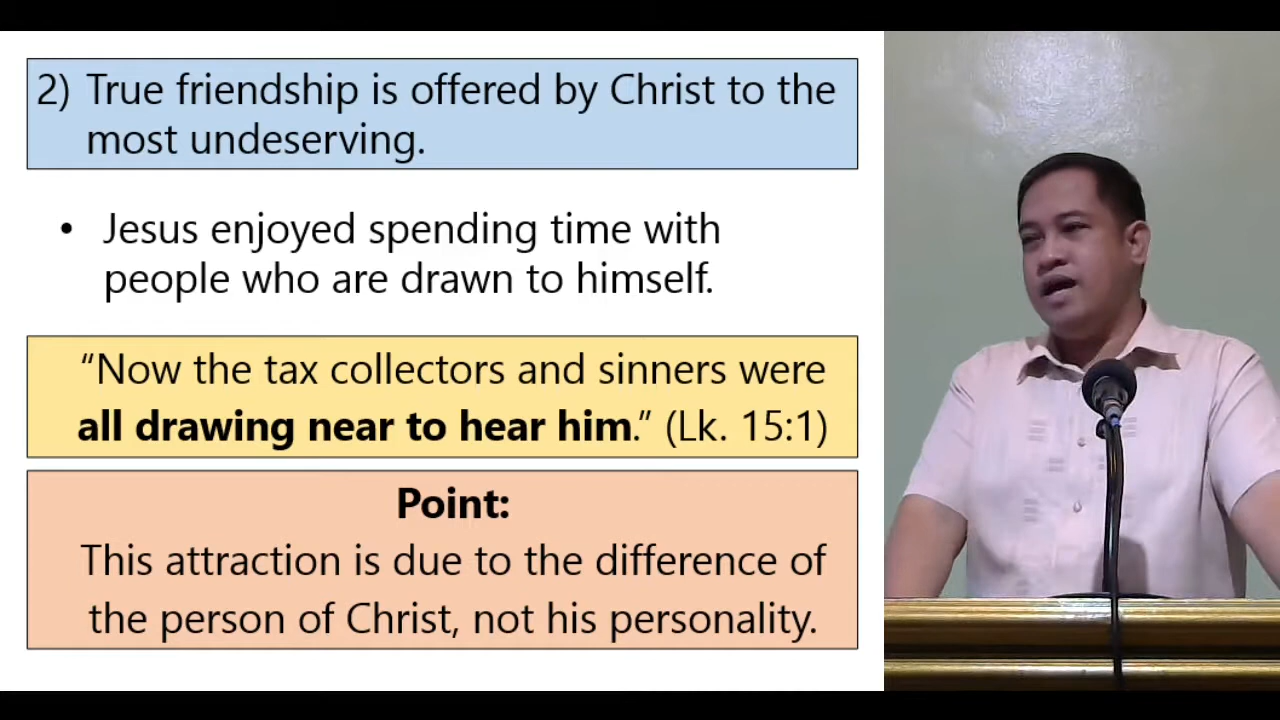 2) True friendship is offered by Christ to the
most undeserving.
• Jesus enjoyed spending time with
people who are drawn to himself.
“Now the tax collectors and sinners were
all drawing near to hear him.” (Lk. 15:1)
Point:
This attraction is due to the difference of
the person of Christ, not his personality.